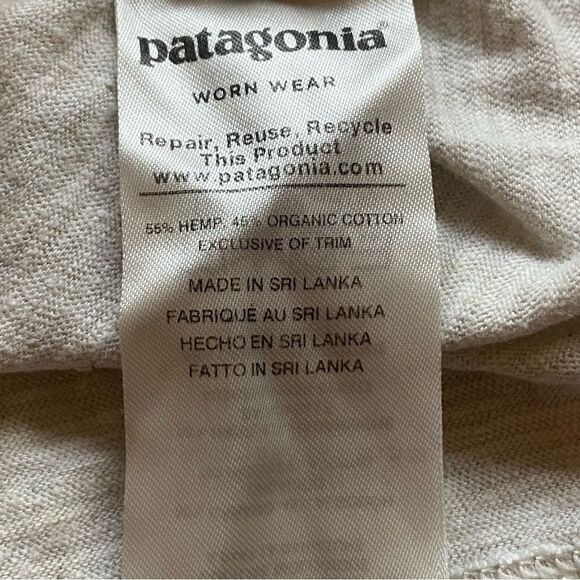 patagonia®
WORN WEAR
Repair, Reuse, Recycle
This Product
www.patagonia.com
55% HEMP, 45% ORGANIC COTTON
EXCLUSIVE OF TRIM
MADE IN SRI LANKA
FABRIQUÉ AU SRI LANKA
HECHO EN SRI LANKA
FATTO IN SRI LANKA